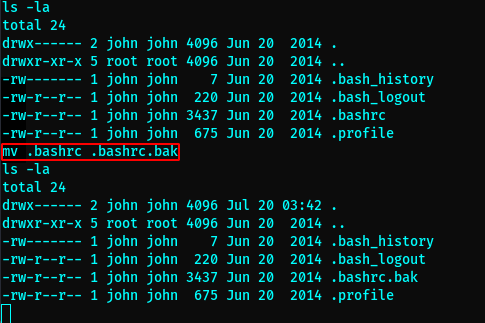 ls -la
total 24
drwx------ 2 john john 4096 Jun 20  2014 .
drwxr-xr-x 5 root root 4096 Jun 20  2014 ..
-rw------- 1 john john    7 Jun 20  2014 .bash_history
-rw-r--r-- 1 john john  220 Jun 20  2014 .bash_logout
-rw-r--r-- 1 john john 3437 Jun 20  2014 .bashrc
-rw-r--r-- 1 john john  675 Jun 20  2014 .profile
mv .bashrc .bashrc.bak
ls -la
total 24
drwx------ 2 john john 4096 Jul 20 03:42 .
drwxr-xr-x 5 root root 4096 Jun 20  2014 ..
-rw------- 1 john john    7 Jun 20  2014 .bash_history
-rw-r--r-- 1 john john  220 Jun 20  2014 .bash_logout
-rw-r--r-- 1 john john 3437 Jun 20  2014 .bashrc.bak
-rw-r--r-- 1 john john  675 Jun 20  2014 .profile